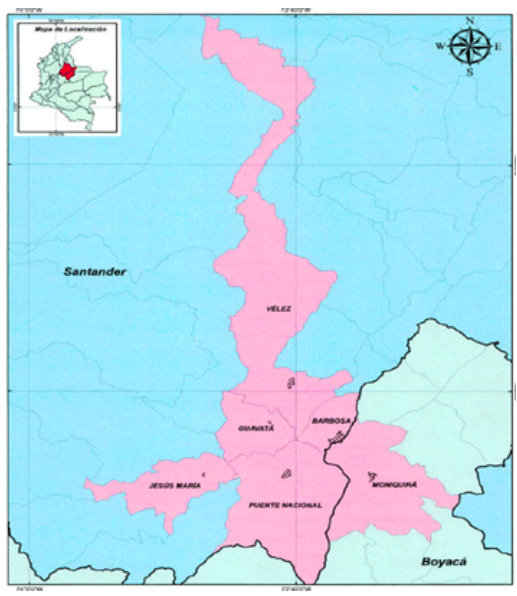 Mapa de Localización
N
W E
S
Santander
VÉLEZ
GUAVATÁ
BARBOSA
JESÚS MARÍA
MONIQUIRÁ
PUENTE NACIONAL
Boyacá